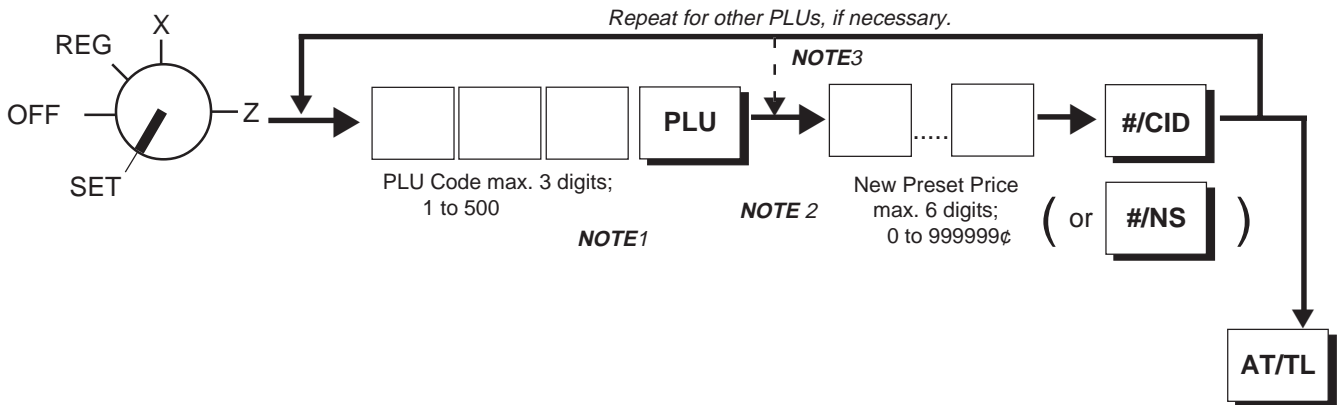 Repeat for other PLUs, if necessary.
X
REG
NOTE3
OFF
Z
PLU
.....
#/CID
SET
PLU Code max. 3 digits;
1 to 500
NOTE1
NOTE 2
New Preset Price
max. 6 digits;
0 to 999999¢
( or #/NS )
AT/TL